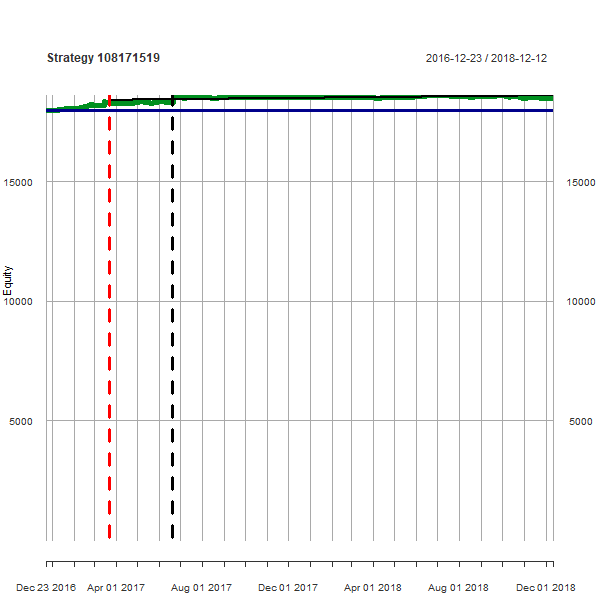 Strategy 108171519
2016-12-23 / 2018-12-12
15000
15000
Equity
10000
10000
5000
5000
Dec 23 2016
Apr 01 2017
Aug 01 2017
Dec 01 2017
Apr 01 2018
Aug 01 2018
Dec 01 2018